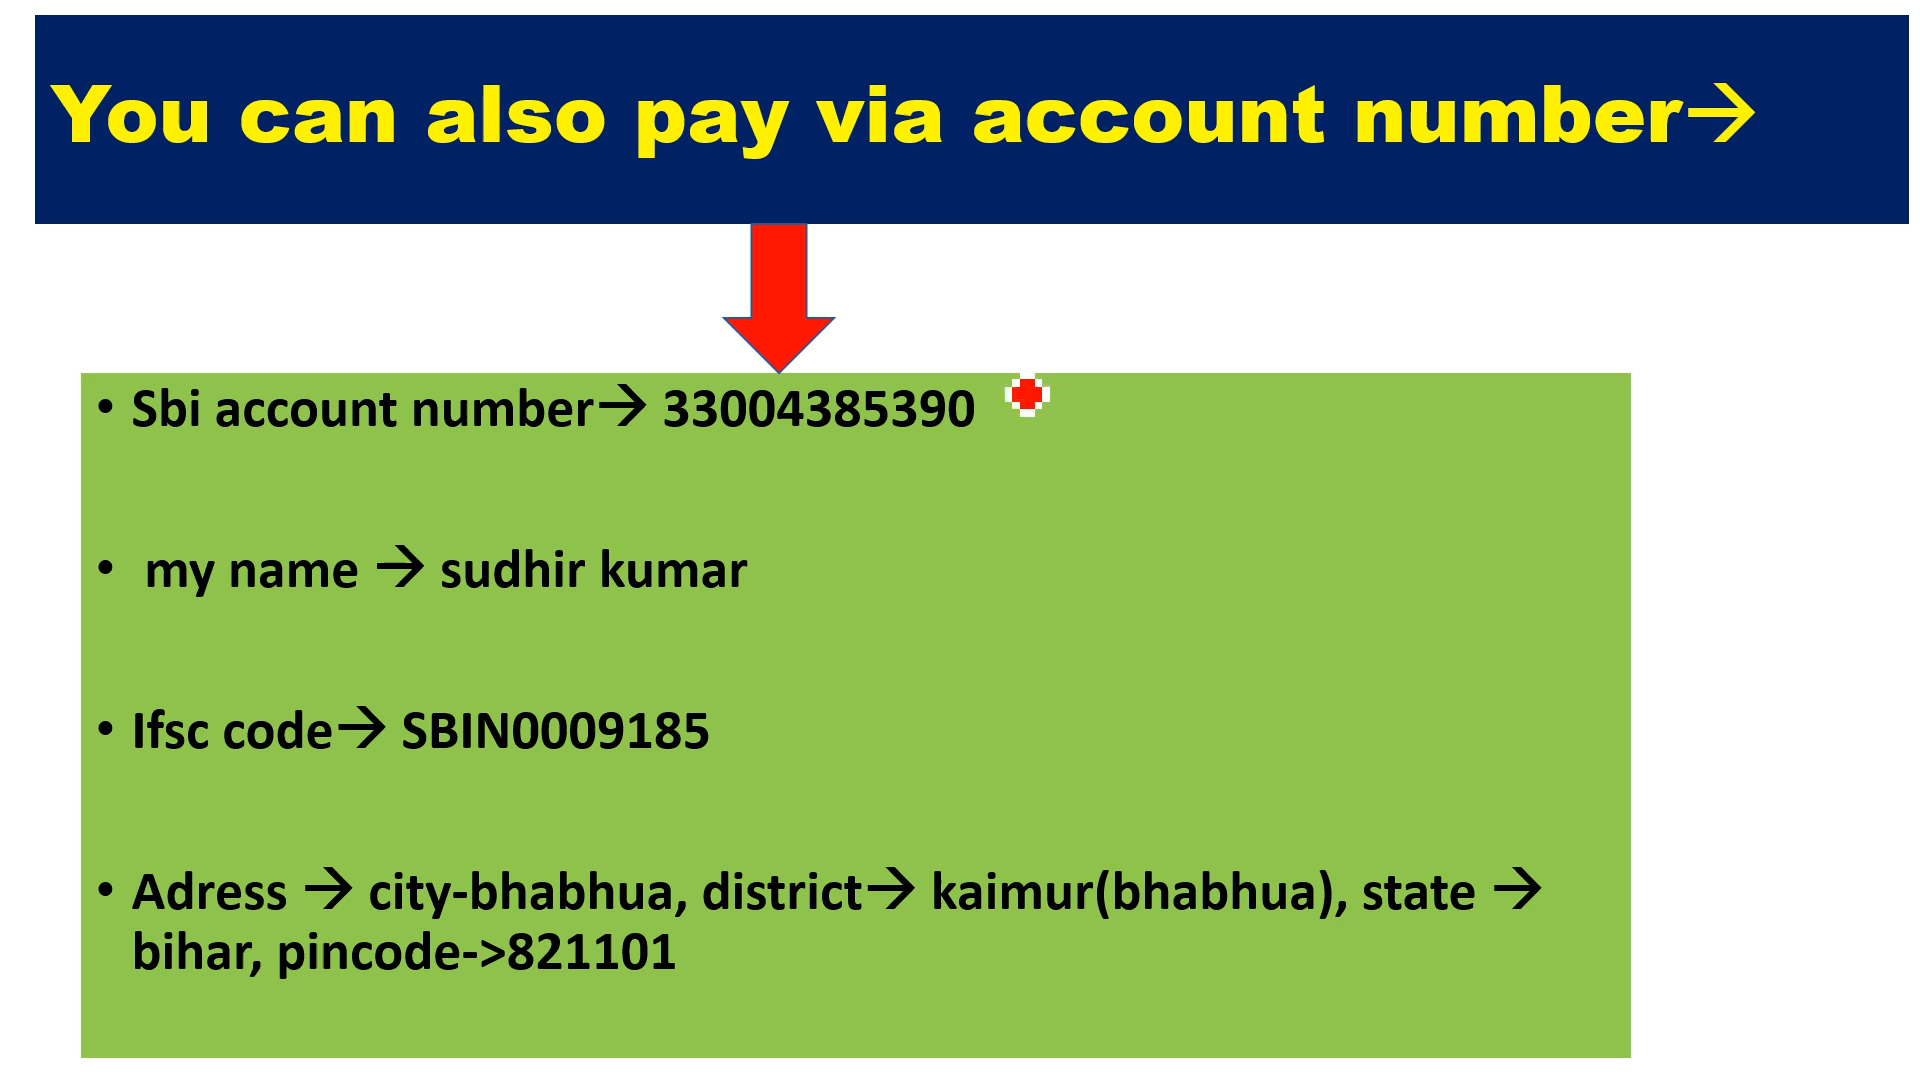 You can also pay via account number→
• Sbi account number→ 33004385390
• my name → sudhir kumar
• Ifsc code→ SBIN0009185
• Adress → city-bhabhua, district→ kaimur(bhabhua), state →
bihar, pincode->821101